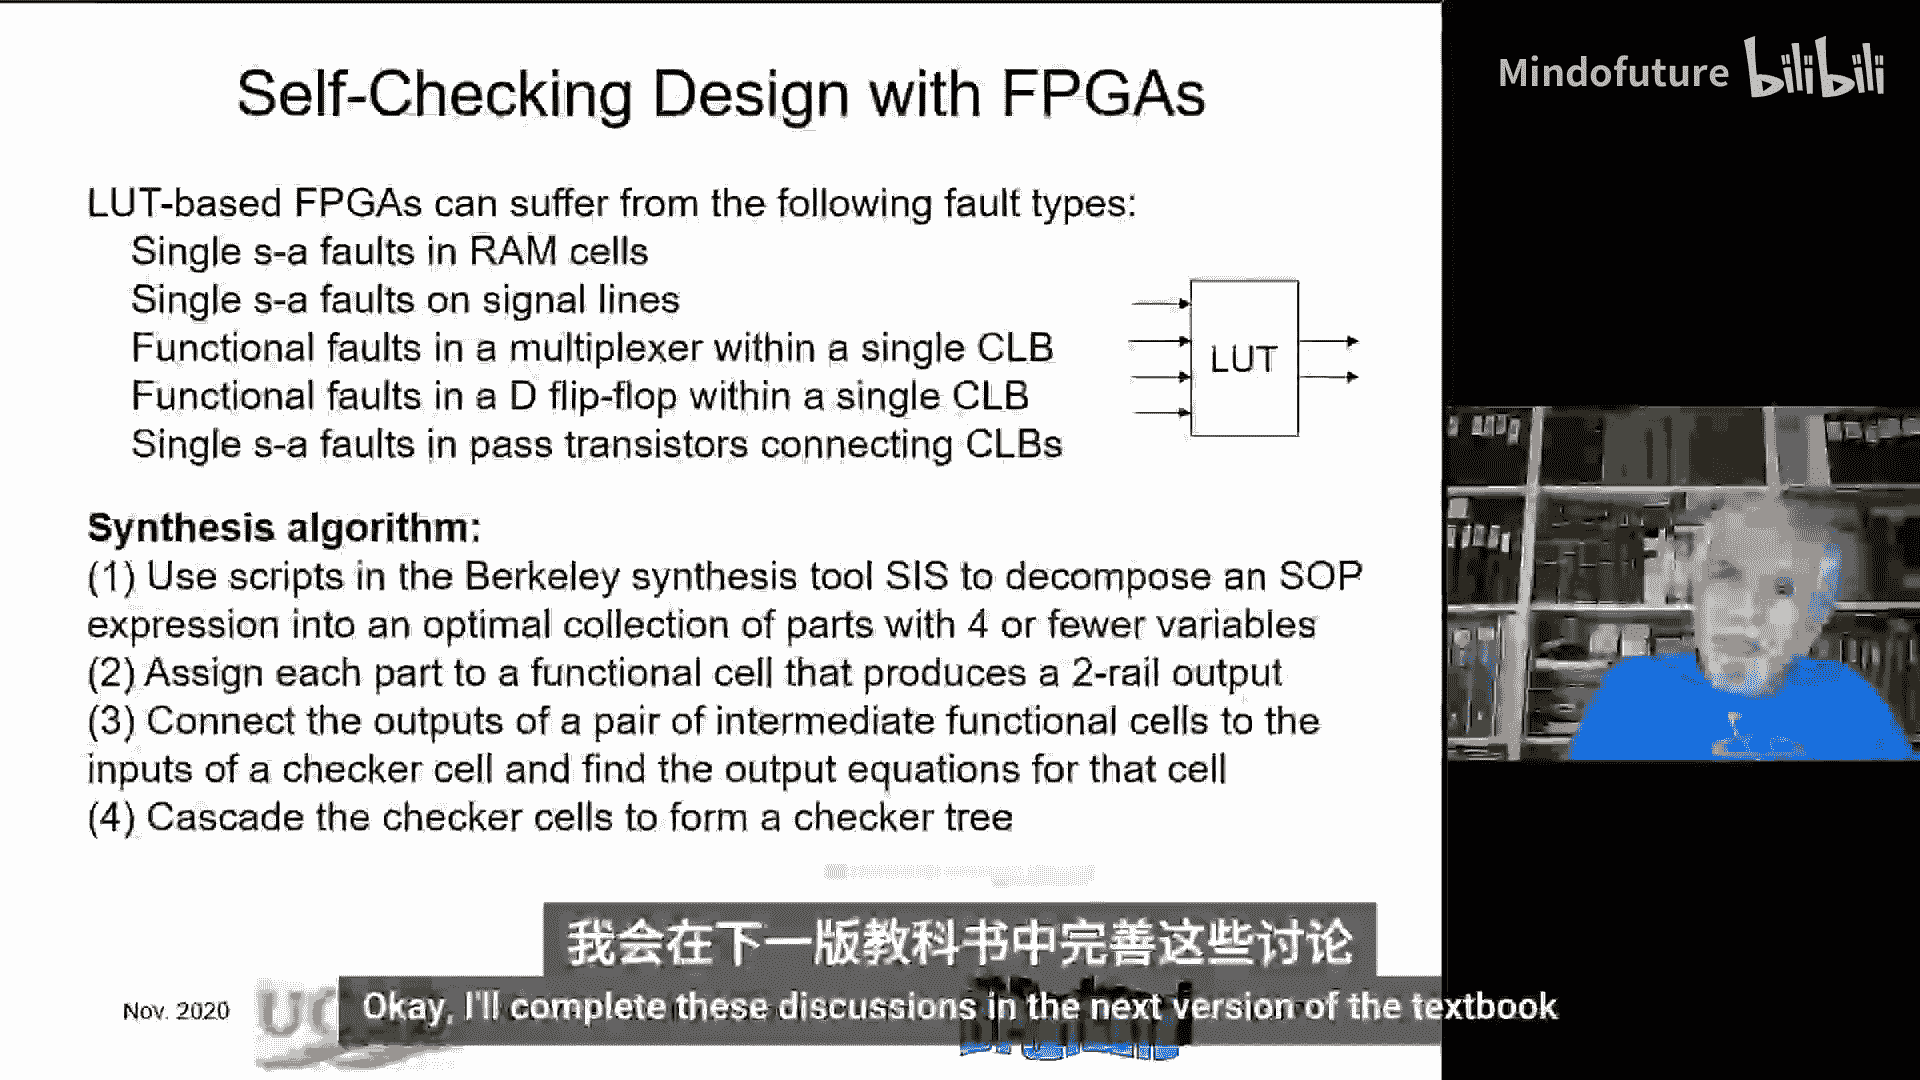 Self-Checking Design with FPGAs
Mindofuture bilibili
LUT-based FPGAs can suffer from the following fault types:
Single s-a faults in RAM cells
Single s-a faults on signal lines
Functional faults in a multiplexer within a single CLB
Functional faults in a D flip-flop within a single CLB
Single s-a faults in pass transistors connecting CLBs
LUT
Synthesis algorithm:
(1) Use scripts in the Berkeley synthesis tool SIS to decompose an SOP
expression into an optimal collection of parts with 4 or fewer variables
(2) Assign each part to a functional cell that produces a 2-rail output
(3) Connect the outputs of a pair of intermediate functional cells to the
inputs of a checker cell and find the output equations for that cell
(4) Cascade the checker cells to form a checker tree
我会在下一版教科书中完善这些讨论
Nov. 2020
Okay, I'll complete these discussions in the next version of the textbook